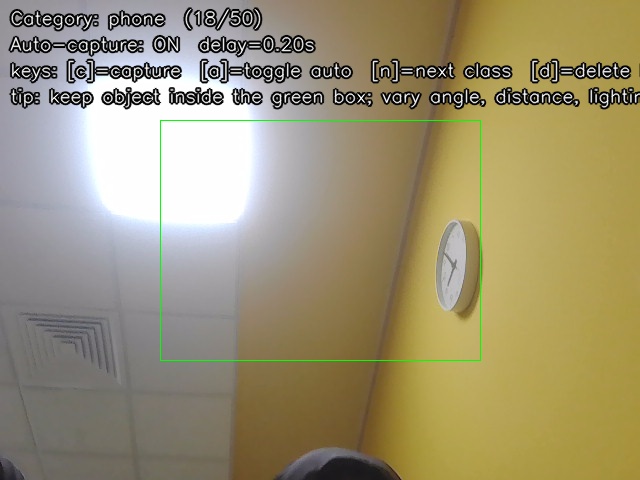 Category: phone (18/50)
Auto-capture: ON delay=0.20s
keys: [c]=capture [a]=toggle auto [n]=next class [d]=delete
tip: keep object inside the green box; vary angle, distance, lightin